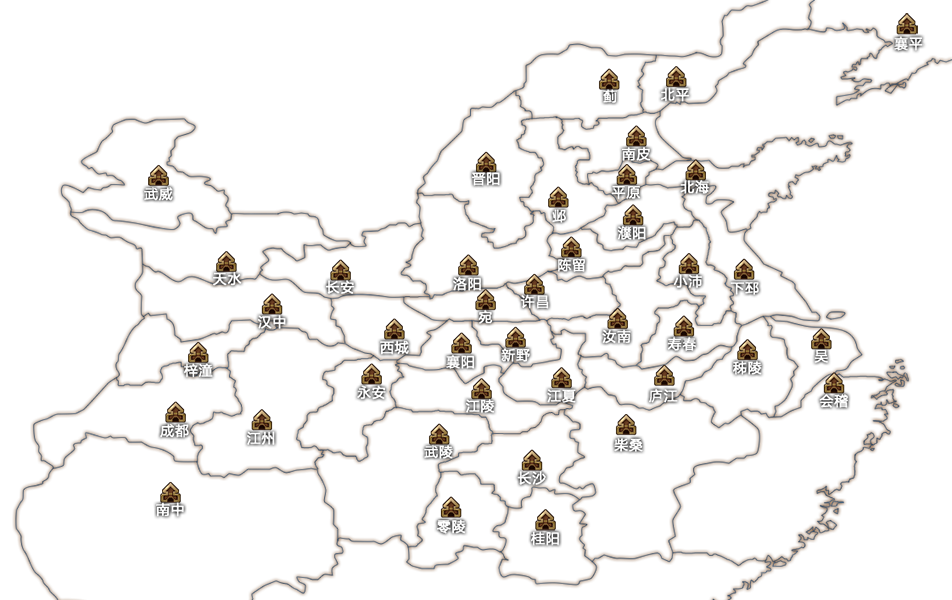 襄平
蓟
北平
南皮
晋阳
平原
北海
武威
邺
濮阳
陈留
天水
长安
洛阳
小沛
下邳
许昌
宛
汉中
西城
汝南
寿春
襄阳
新野
吴
梓潼
秭陵
永安
江陵
江夏
庐江
会稽
成都
江州
武陵
柴桑
长沙
南中
零陵
桂阳